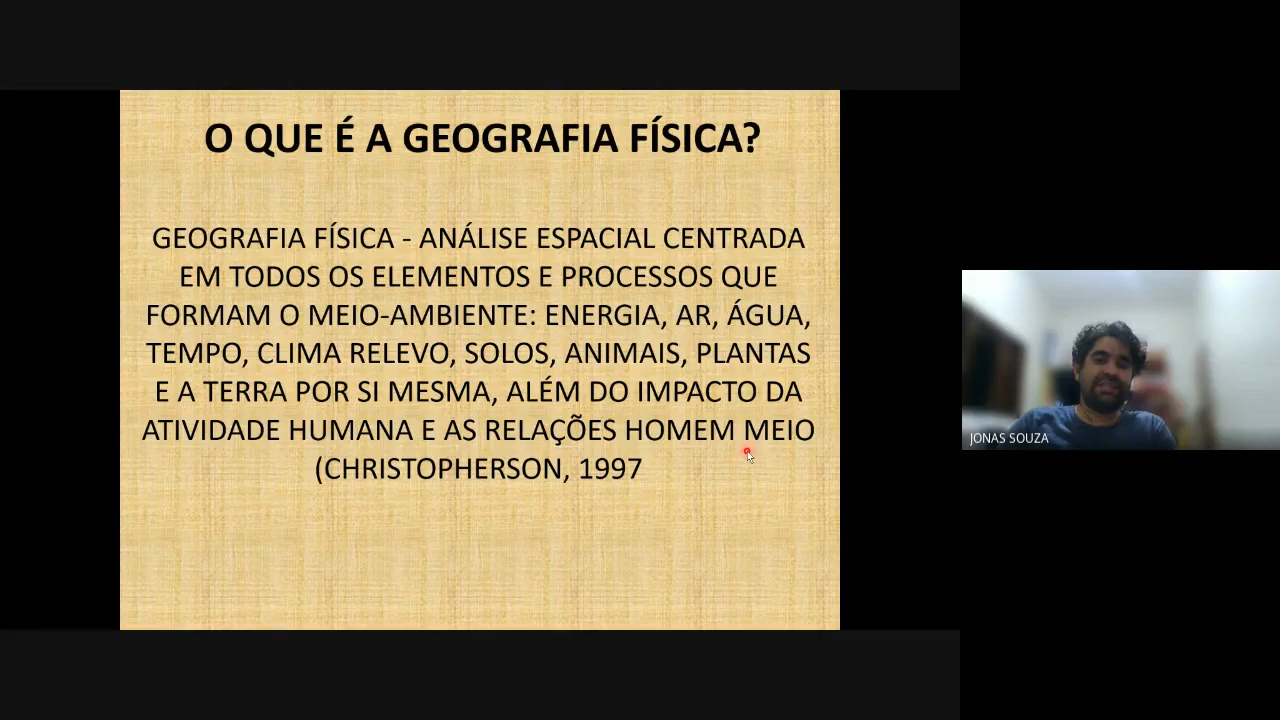 O QUE É A GEOGRAFIA FÍSICA?
GEOGRAFIA FÍSICA - ANÁLISE ESPACIAL CENTRADA
EM TODOS OS ELEMENTOS E PROCESSOS QUE
FORMAM O MEIO-AMBIENTE: ENERGIA, AR, ÁGUA,
TEMPO, CLIMA RELEVO, SOLOS, ANIMAIS, PLANTAS
E A TERRA POR SI MESMA, ALÉM DO IMPACTO DA
ATIVIDADE HUMANA E AS RELAÇÕES HOMEM MEIO
(CHRISTOPHERSON, 1997
JONAS SOUZA